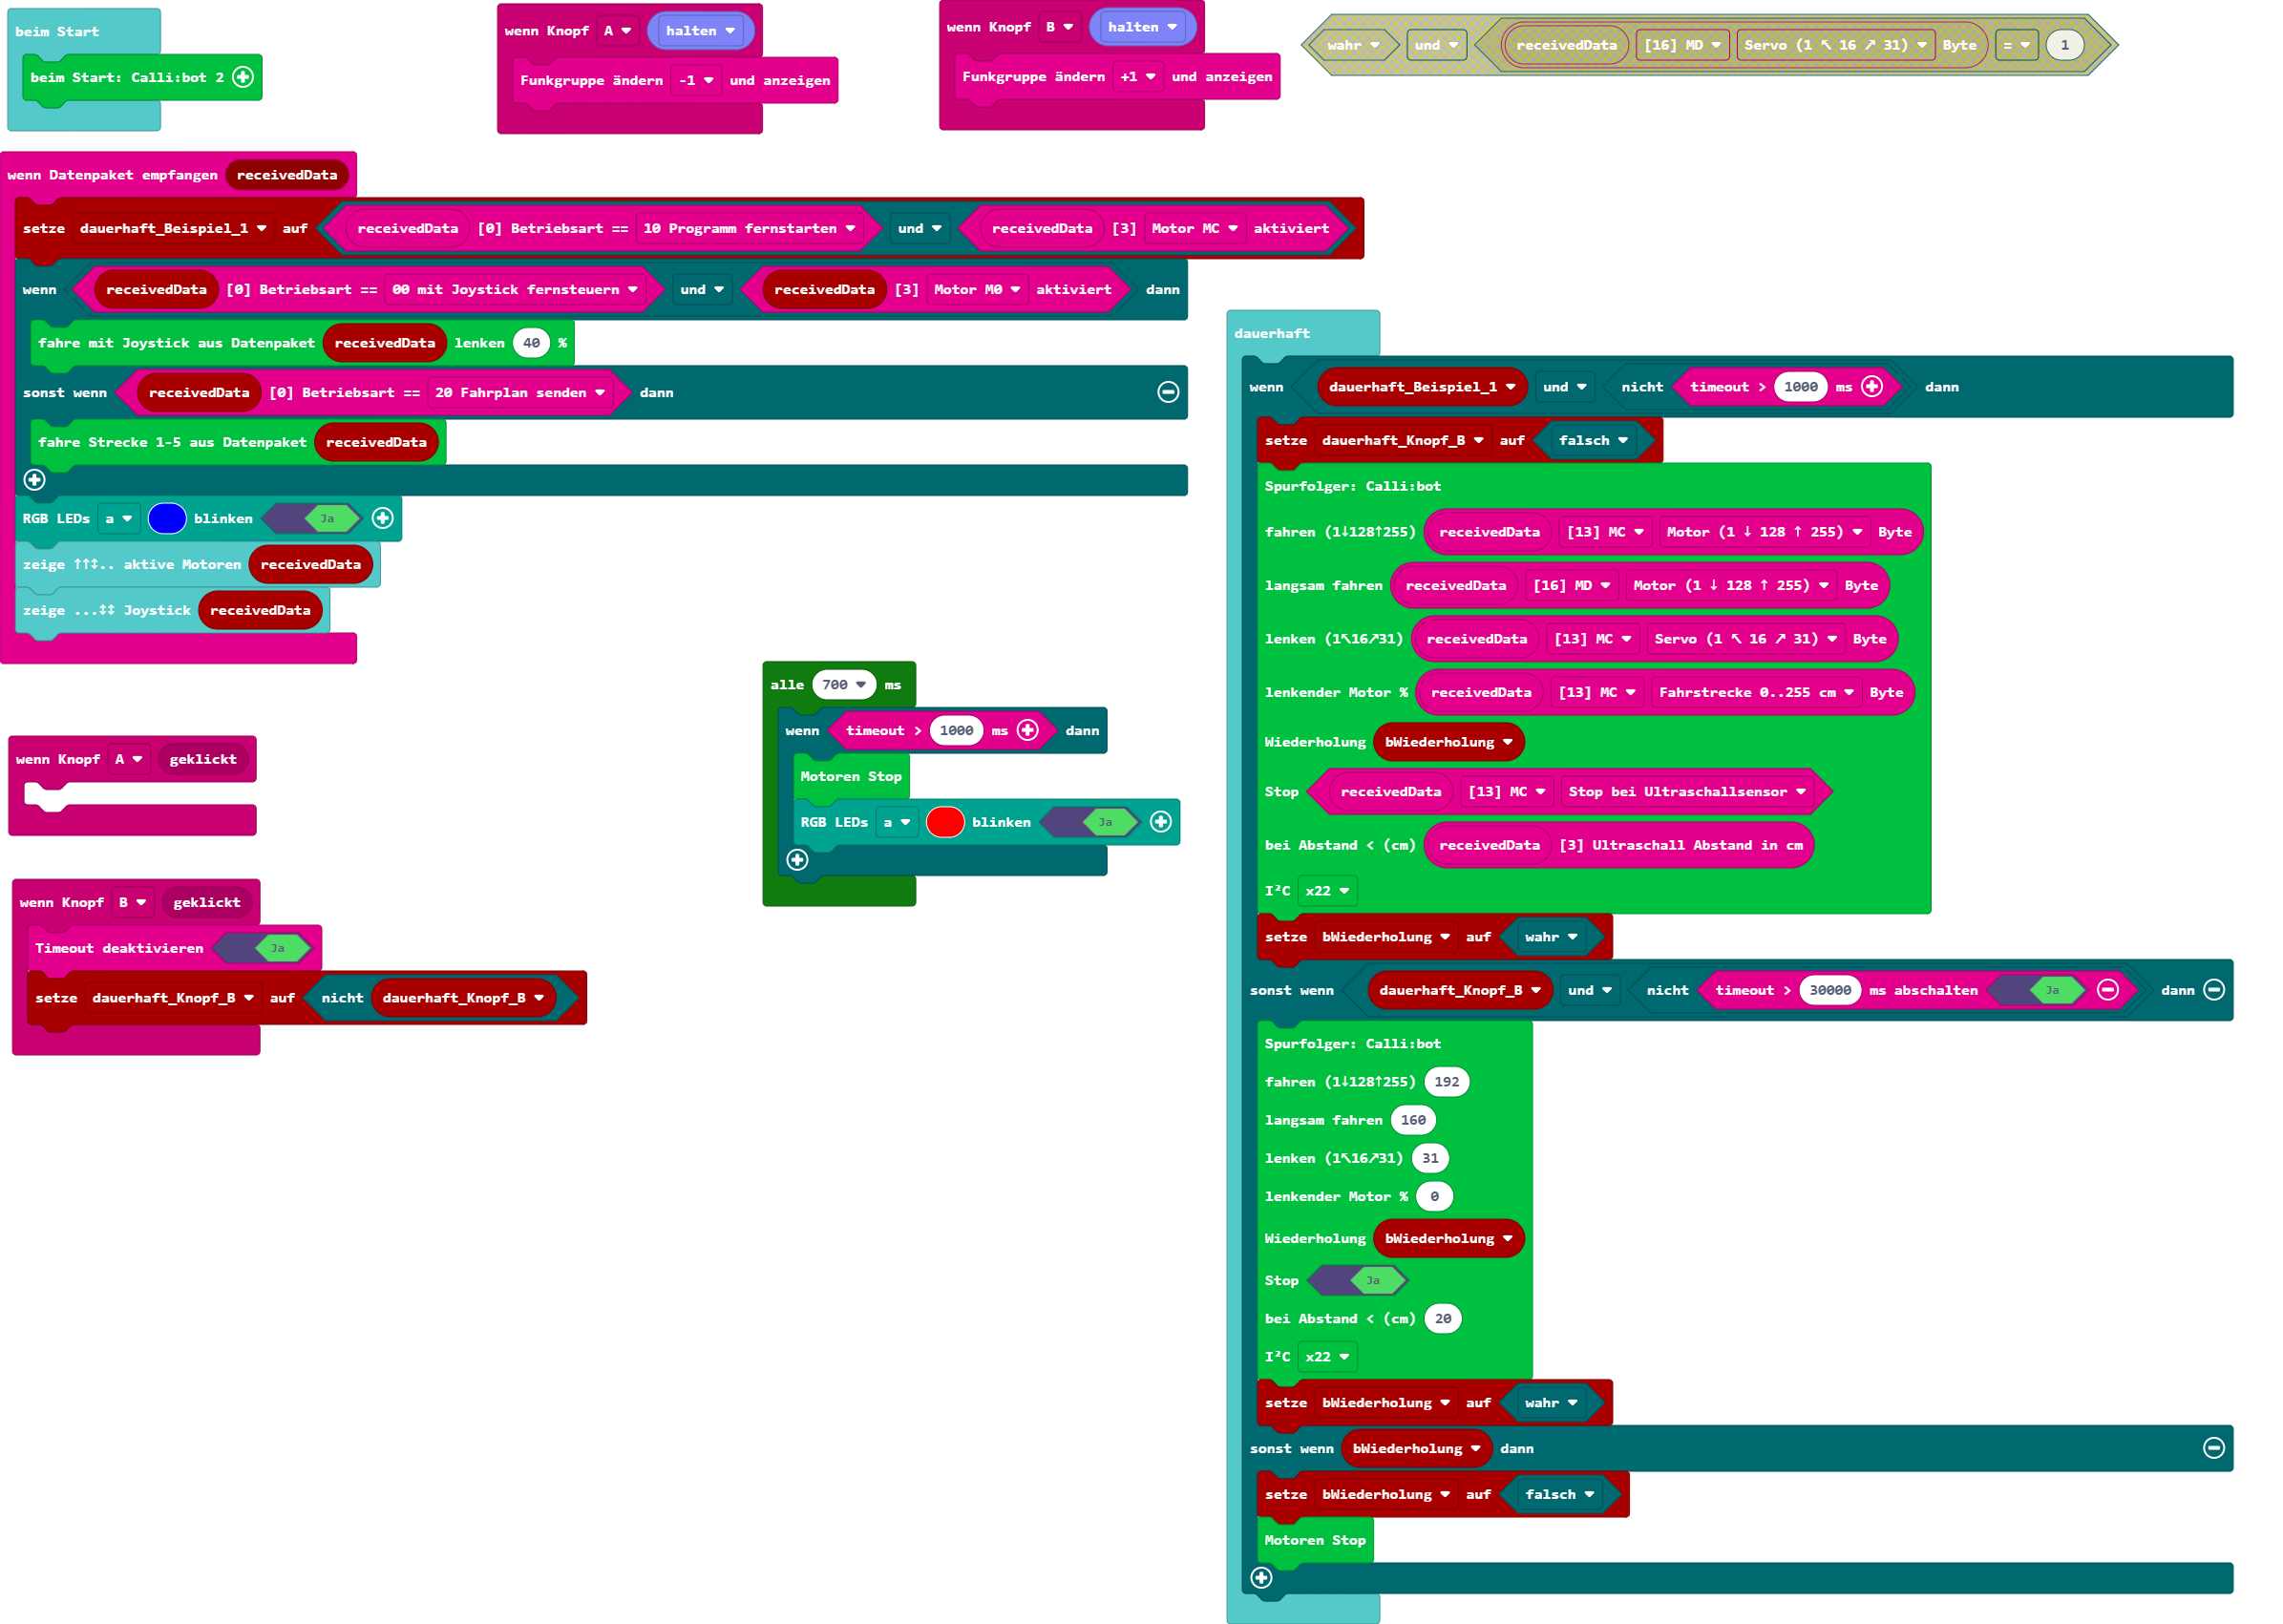 beim Start
beim Start: Calli:bot 2
wenn Knopf A halten
Funkgruppe ändern -1 und anzeigen
wenn Knopf B halten
Funkgruppe ändern +1 und anzeigen
wahr und receivedData [16] MD Servo (1 ↖ 16 ↗ 31) Byte = 1
wenn Datenpaket empfangen receivedData
setze dauerhaft_Beispiel_1 auf receivedData [0] Betriebsart == 10 Programm fernstarten und receivedData [3] Motor MC aktiviert
wenn receivedData [0] Betriebsart == 00 mit Joystick fernsteuern und receivedData [3] Motor M0 aktiviert dann
fahre mit Joystick aus Datenpaket receivedData lenken 40 %
sonst wenn receivedData [0] Betriebsart == 20 Fahrplan senden dann
fahre Strecke 1-5 aus Datenpaket receivedData
RGB LEDs a blinken Ja
zeige ↑↑↕.. aktive Motoren receivedData
zeige ...↕↕ Joystick receivedData
wenn Knopf A geklickt
wenn Knopf B geklickt
Timeout deaktivieren Ja
setze dauerhaft_Knopf_B auf nicht dauerhaft_Knopf_B
alle 700 ms
wenn timeout > 1000 ms dann
Motoren Stop
RGB LEDs a blinken Ja
dauerhaft
wenn dauerhaft_Beispiel_1 und nicht timeout > 1000 ms dann
setze dauerhaft_Knopf_B auf falsch
Spurfolger: Calli:bot
fahren (1↓128↑255) receivedData [13] MC Motor (1 ↓ 128 ↑ 255) Byte
langsam fahren receivedData [16] MD Motor (1 ↓ 128 ↑ 255) Byte
lenken (1↖16↗31) receivedData [13] MC Servo (1 ↖ 16 ↗ 31) Byte
lenkender Motor % receivedData [13] MC Fahrstrecke 0..255 cm Byte
Wiederholung bWiederholung
Stop receivedData [13] MC Stop bei Ultraschallsensor
bei Abstand < (cm) receivedData [3] Ultraschall Abstand in cm
I²C x22
setze bWiederholung auf wahr
sonst wenn dauerhaft_Knopf_B und nicht timeout > 30000 ms abschalten Ja dann
Spurfolger: Calli:bot
fahren (1↓128↑255) 192
langsam fahren 160
lenken (1↖16↗31) 31
lenkender Motor % 0
Wiederholung bWiederholung
Stop Ja
bei Abstand < (cm) 20
I²C x22
setze bWiederholung auf wahr
sonst wenn bWiederholung dann
setze bWiederholung auf falsch
Motoren Stop